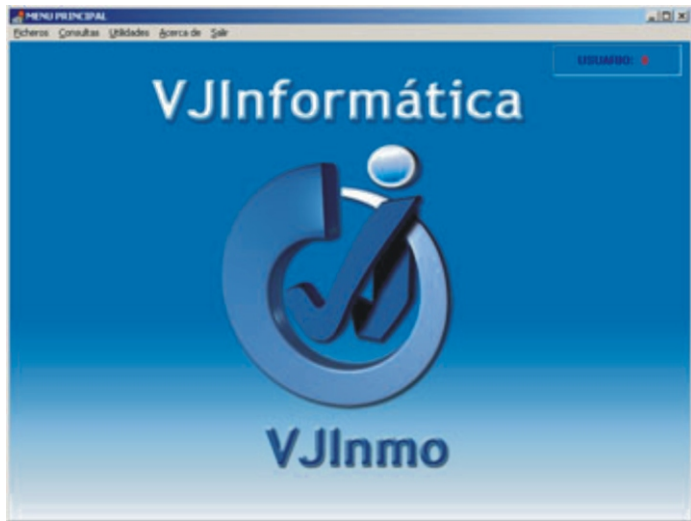 MENU PRINCIPAL
Ficheros Consultas Utilidades Acerca de Salir
USUARIO:
VJInformática
VJInmo